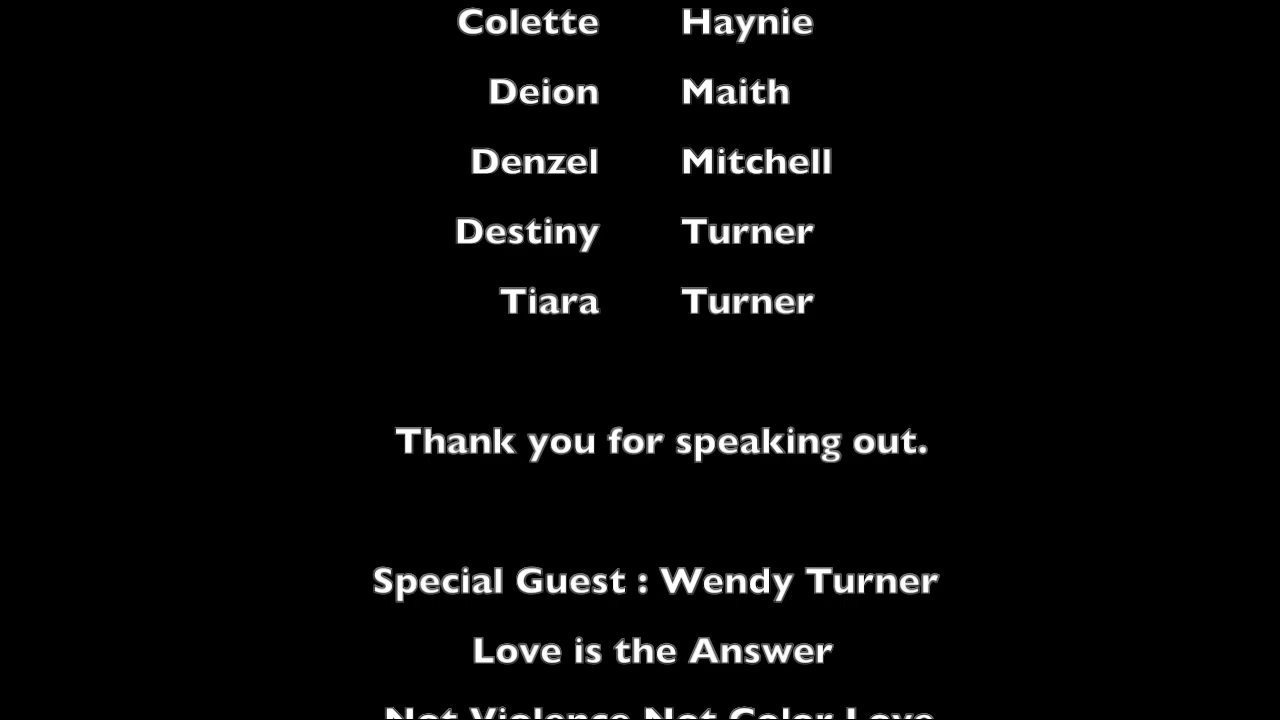 Colette Haynie
Deion Maith
Denzel Mitchell
Destiny Turner
Tiara Turner
Thank you for speaking out.
Special Guest : Wendy Turner
Love is the Answer
Not Violence Not Color Love